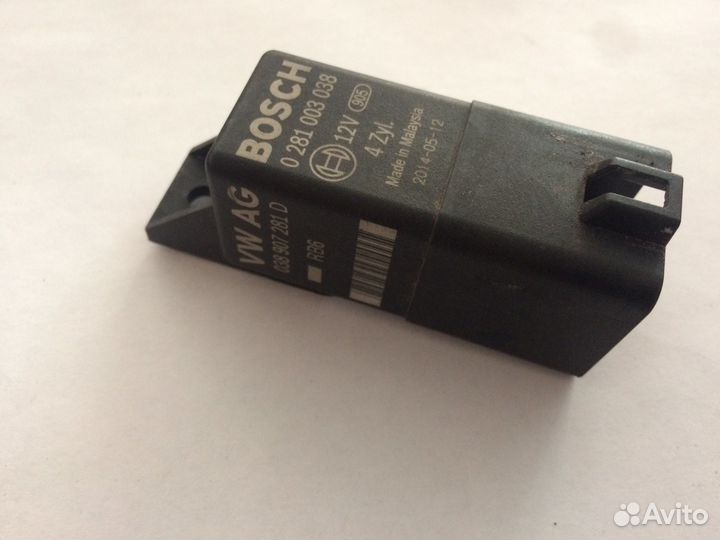 BOSCH
0 281 003 038
12V 905
4 Zyl.
Made in Malaysia
2014-05-12
VW AG
038 907 281 D
R36
Avito